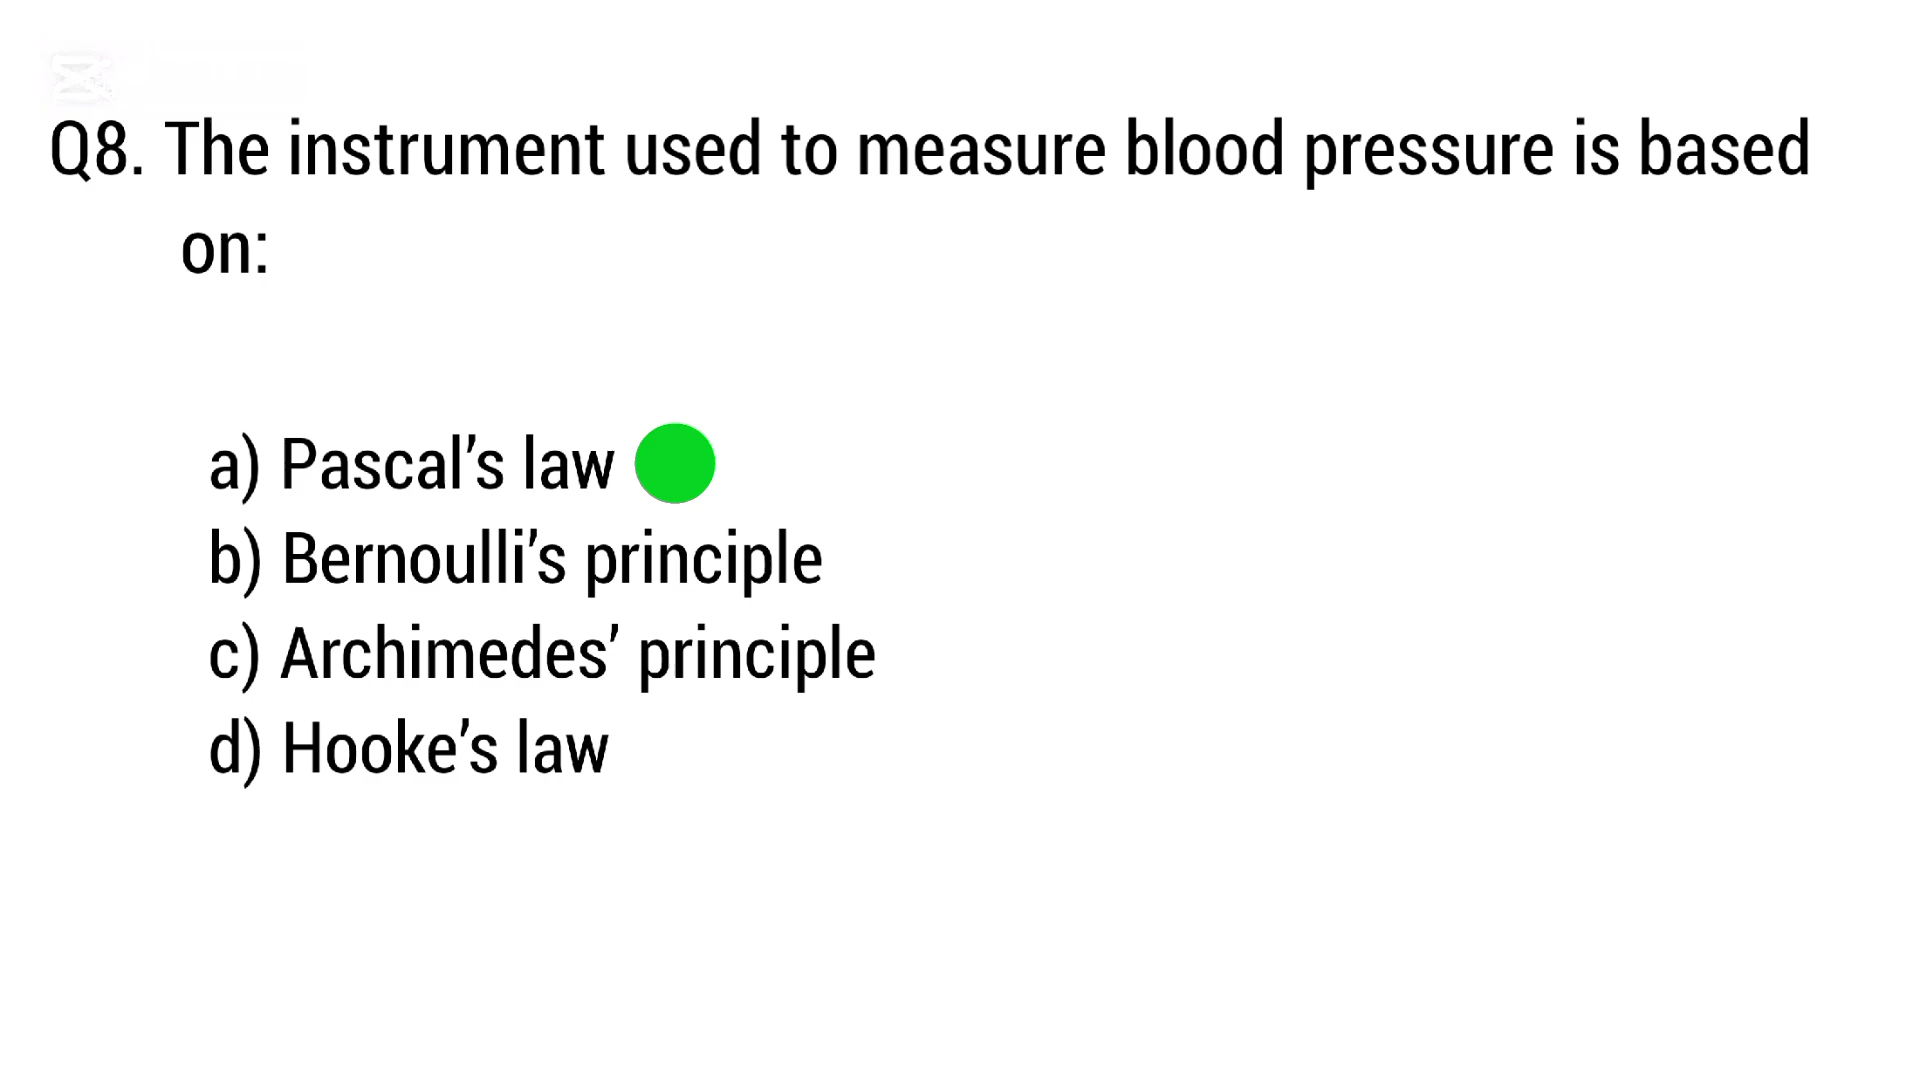 Q8. The instrument used to measure blood pressure is based
on:
a) Pascal’s law
b) Bernoulli’s principle
c) Archimedes’ principle
d) Hooke’s law